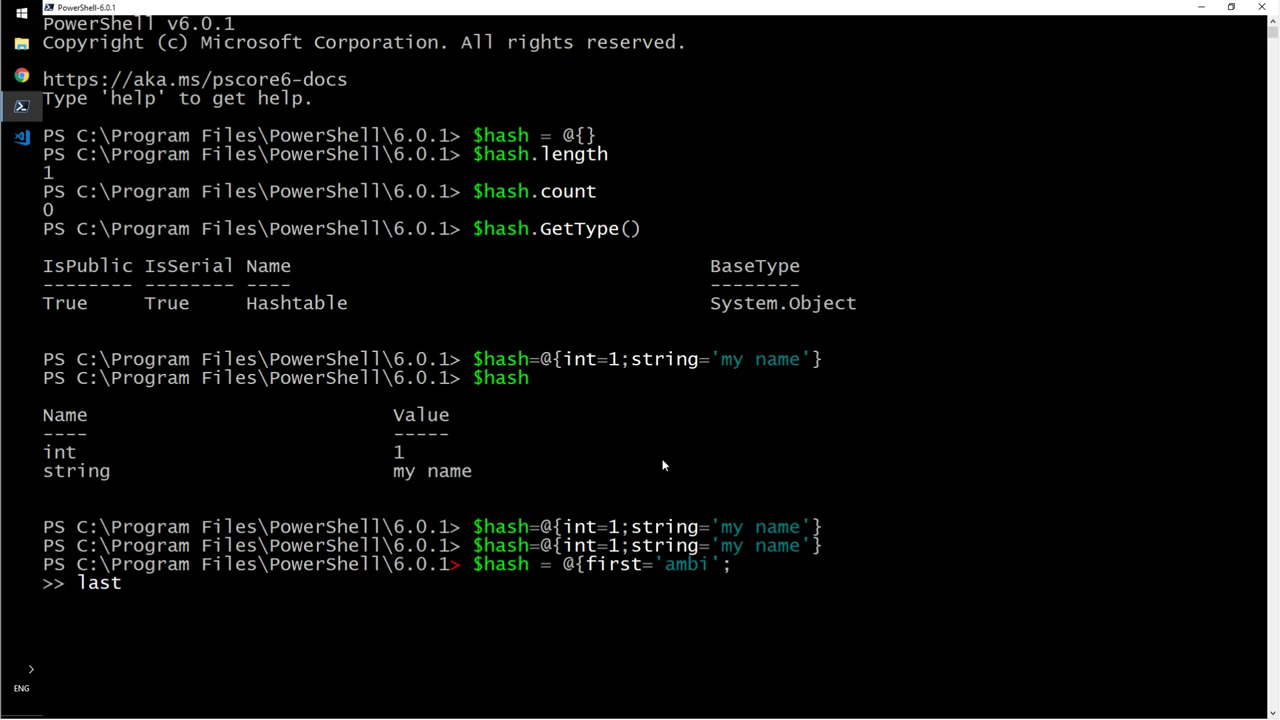 PowerShell-6.0.1
PowerShell v6.0.1
Copyright (c) Microsoft Corporation. All rights reserved.
https://aka.ms/pscore6-docs
Type 'help' to get help.
PS C:\Program Files\PowerShell\6.0.1> $hash = @{}
PS C:\Program Files\PowerShell\6.0.1> $hash.length
1
PS C:\Program Files\PowerShell\6.0.1> $hash.count
0
PS C:\Program Files\PowerShell\6.0.1> $hash.GetType()
IsPublic IsSerial Name BaseType
-------- -------- ---- --------
True True Hashtable System.Object
PS C:\Program Files\PowerShell\6.0.1> $hash=@{int=1;string='my name'}
PS C:\Program Files\PowerShell\6.0.1> $hash
Name Value
---- -----
int 1
string my name
PS C:\Program Files\PowerShell\6.0.1> $hash=@{int=1;string='my name'}
PS C:\Program Files\PowerShell\6.0.1> $hash=@{int=1;string='my name'}
PS C:\Program Files\PowerShell\6.0.1> $hash = @{first='ambi';
>> last
ENG